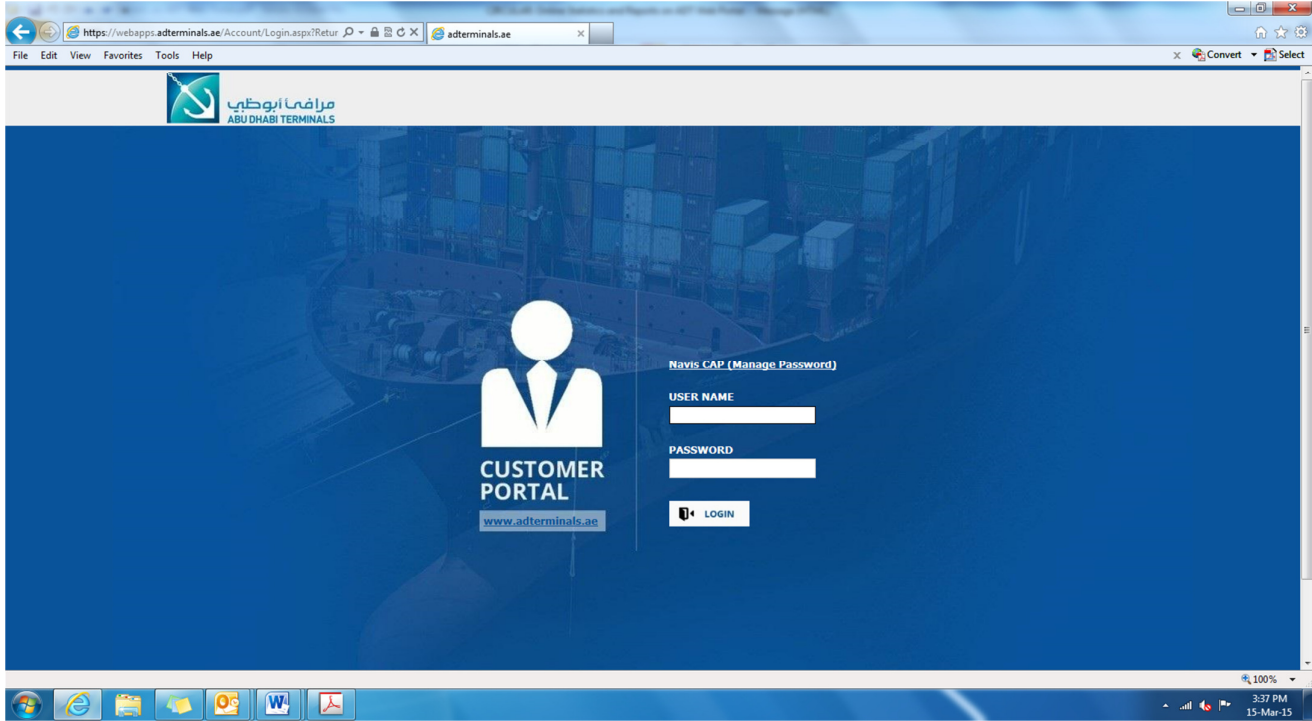 https://webapps.adterminals.ae/Account/Login.aspx?Retur
adterminals.ae
File Edit View Favorites Tools Help
Convert
Select
مرافئ أبوظبي
ABU DHABI TERMINALS
Navis CAP (Manage Password)
USER NAME
PASSWORD
LOGIN
CUSTOMER
PORTAL
www.adterminals.ae
100%
3:37 PM
15-Mar-15